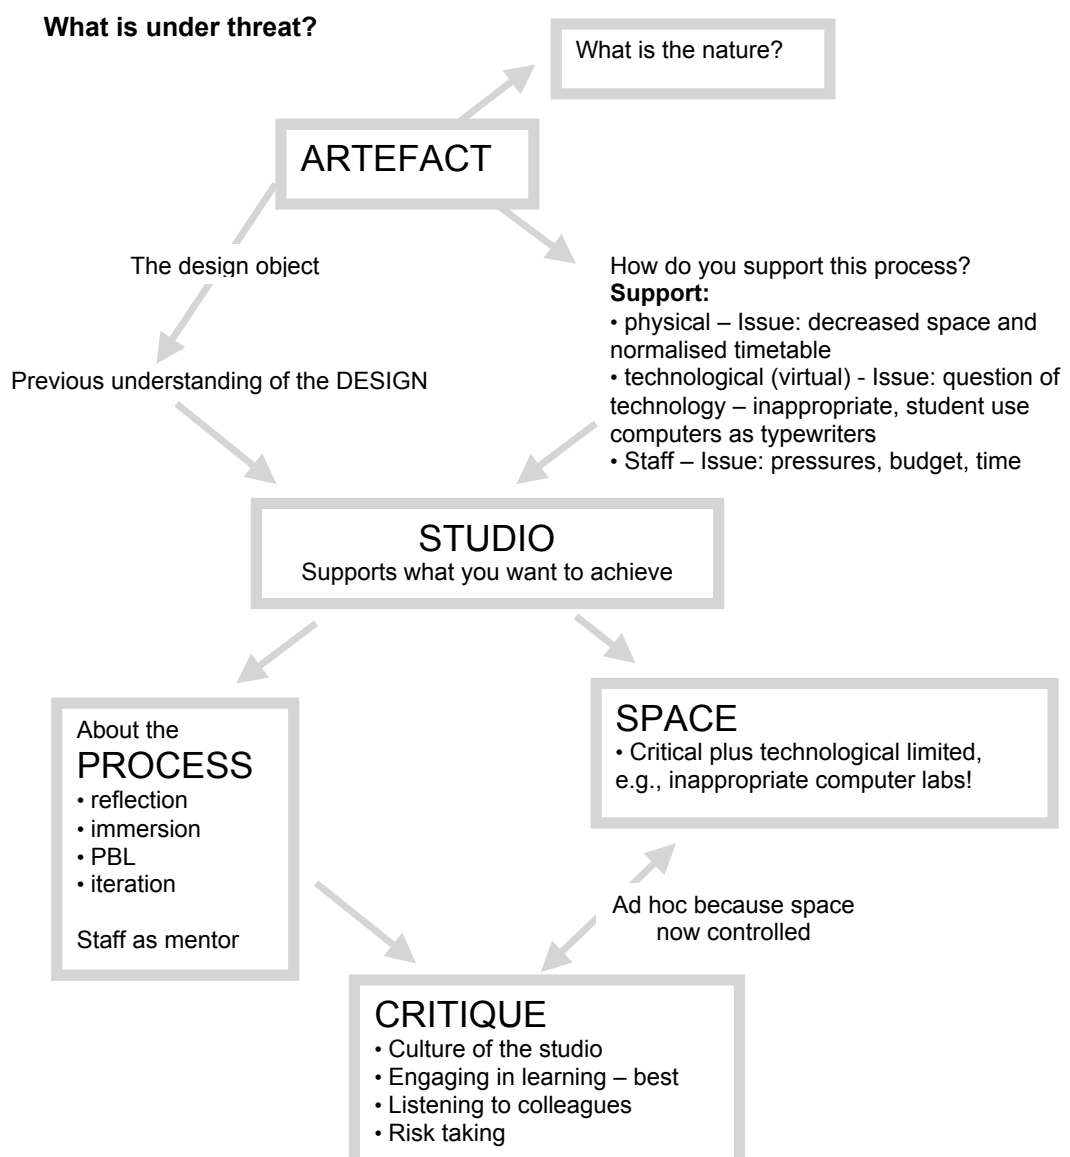 What is under threat?
What is the nature?
ARTEFACT
The design object
Previous understanding of the DESIGN
How do you support this process?
Support:
• physical – Issue: decreased space and
normalised timetable
• technological (virtual) - Issue: question of
technology – inappropriate, student use
computers as typewriters
• Staff – Issue: pressures, budget, time
STUDIO
Supports what you want to achieve
About the
PROCESS
• reflection
• immersion
• PBL
• iteration
Staff as mentor
SPACE
• Critical plus technological limited,
e.g., inappropriate computer labs!
Ad hoc because space
now controlled
CRITIQUE
• Culture of the studio
• Engaging in learning – best
• Listening to colleagues
• Risk taking